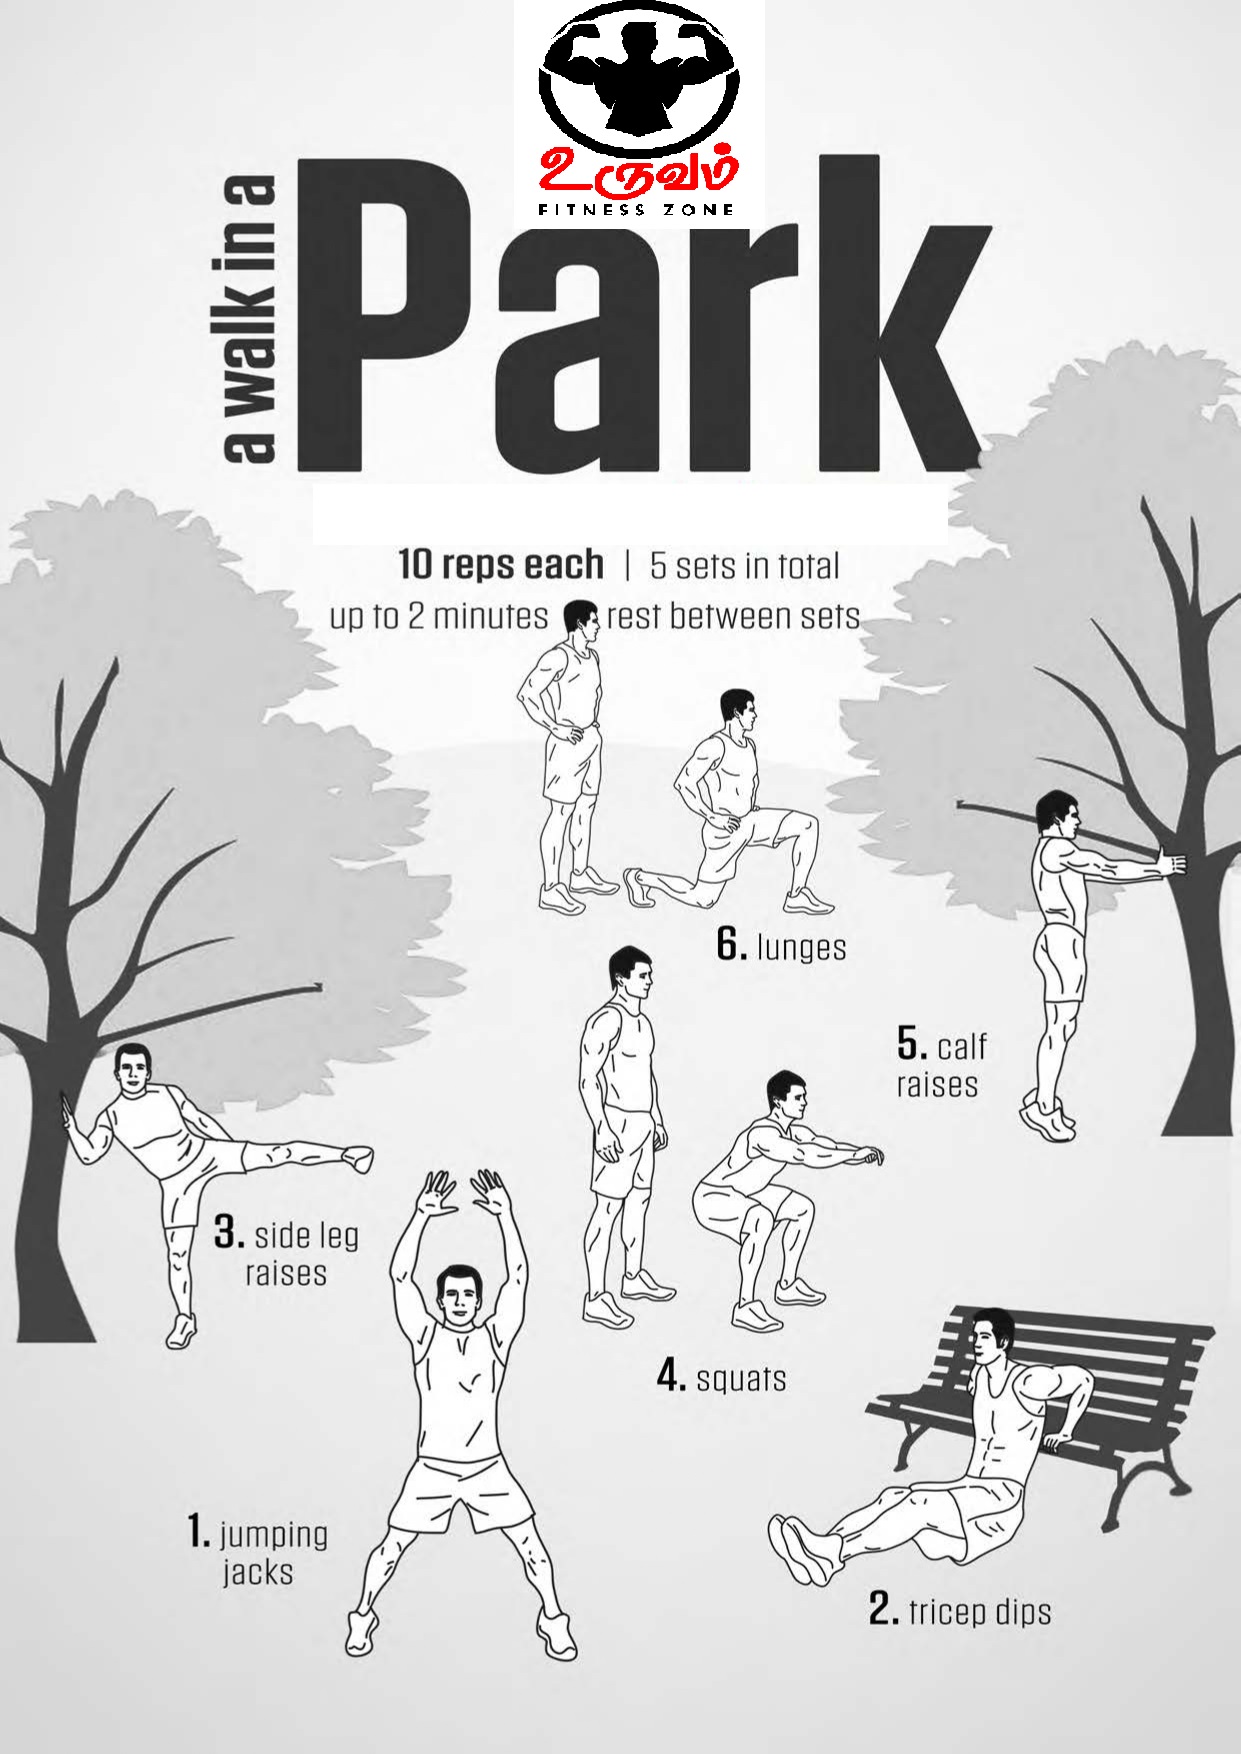 உருவம்
FITNESS ZONE
a walk in a
Park
10 reps each | 5 sets in total
up to 2 minutes rest between sets
6. lunges
5. calf
raises
3. side leg
raises
4. squats
1. jumping
jacks
2. tricep dips